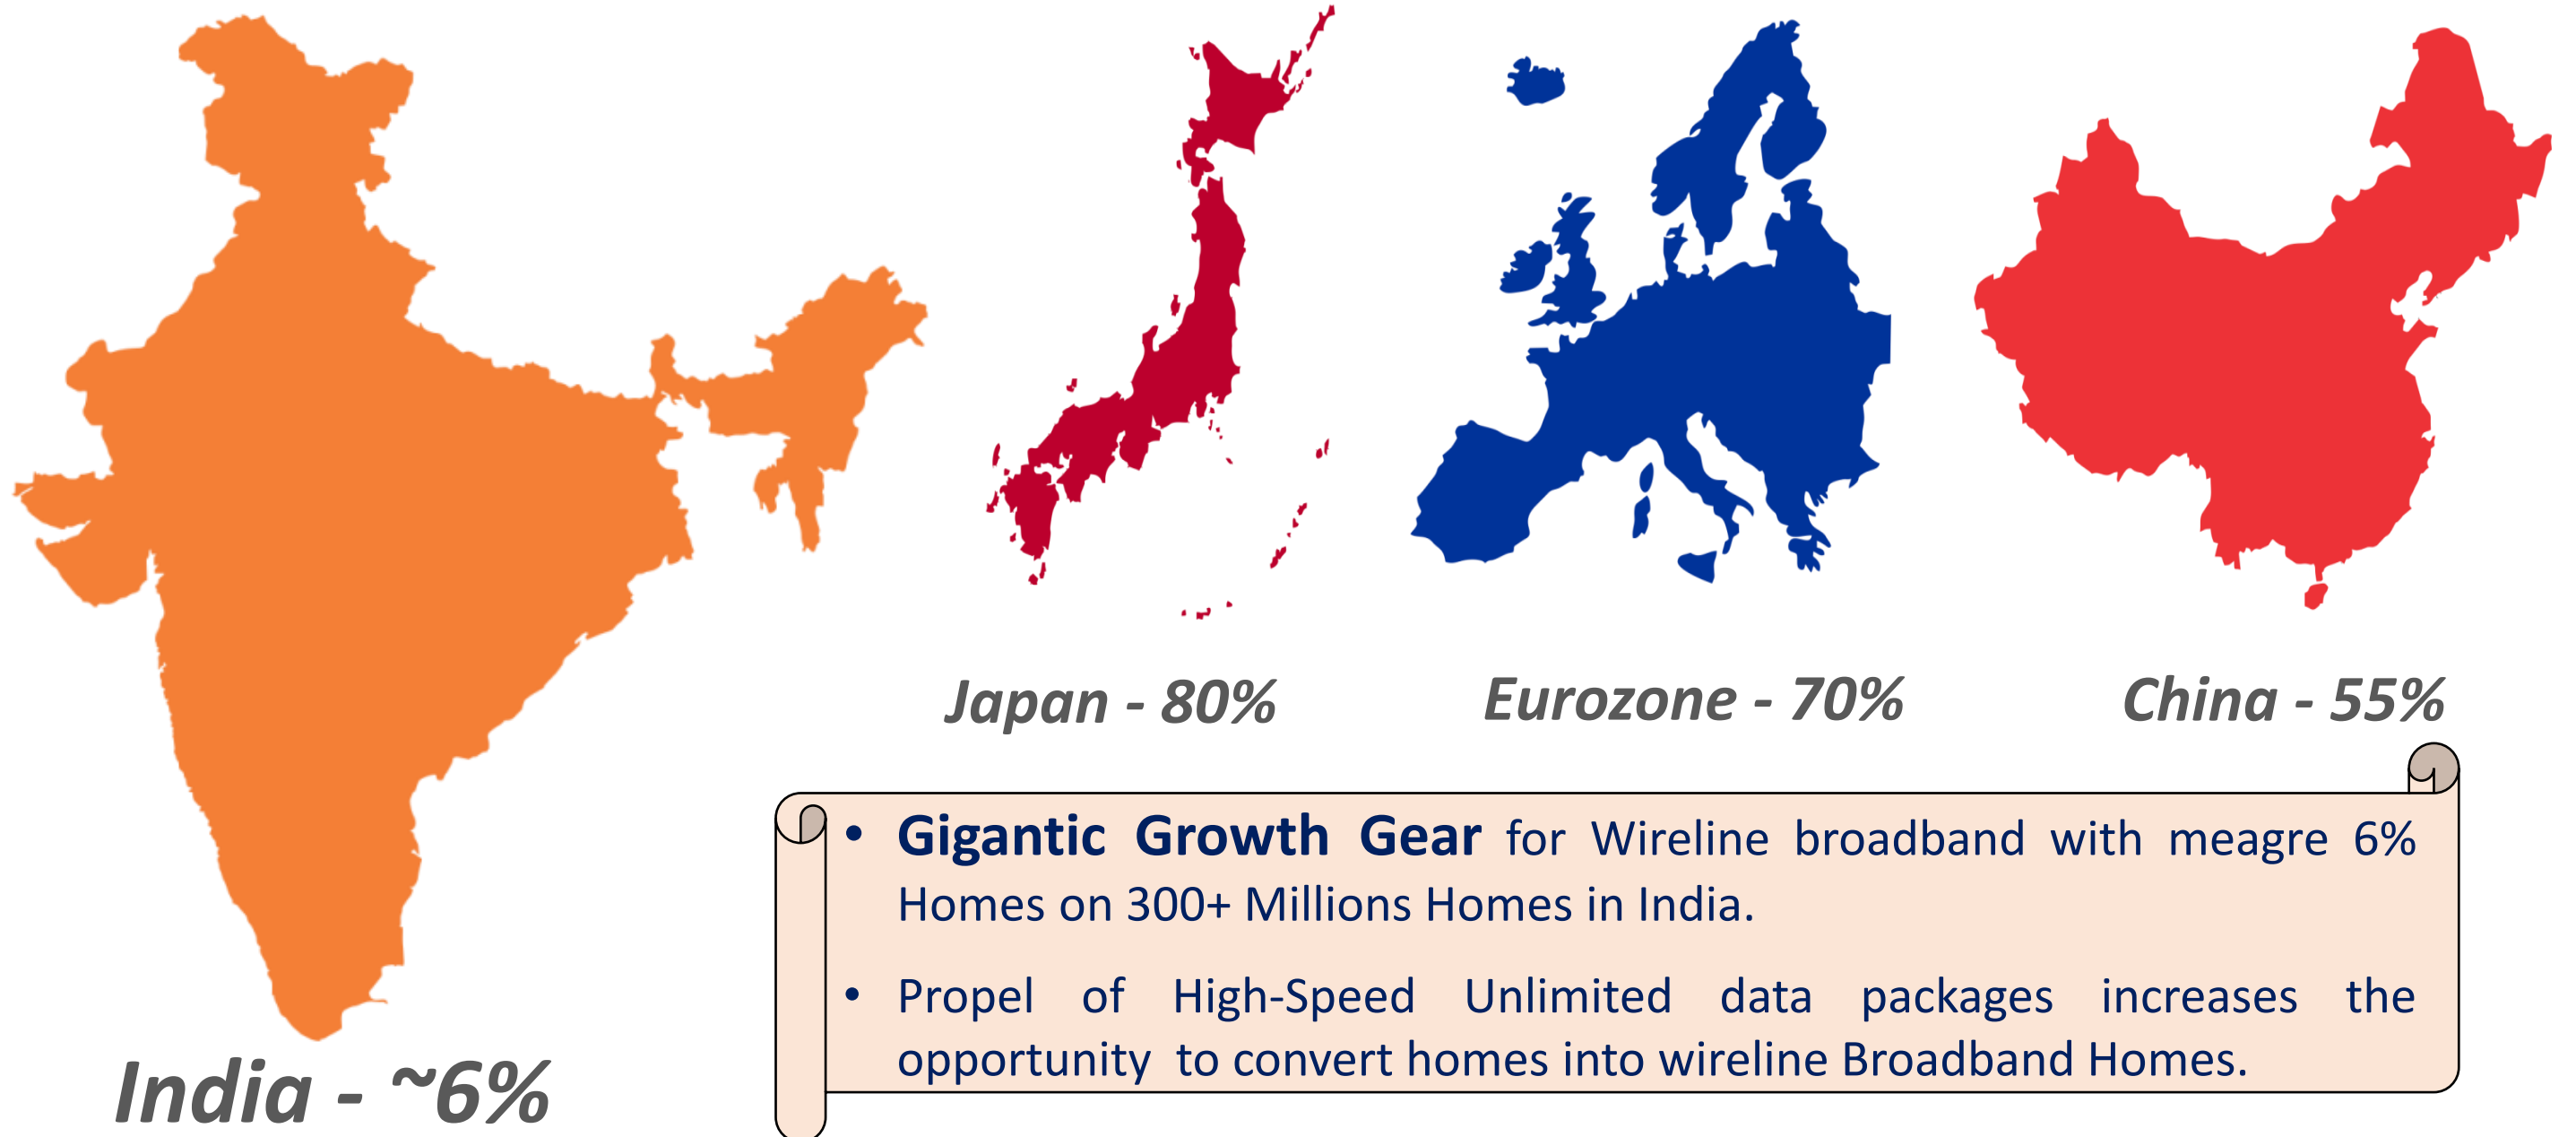 Japan - 80%
Eurozone - 70%
China - 55%
India - ~6%
• Gigantic Growth Gear for Wireline broadband with meagre 6%
Homes on 300+ Millions Homes in India.
• Propel of High-Speed Unlimited data packages increases the
opportunity to convert homes into wireline Broadband Homes.